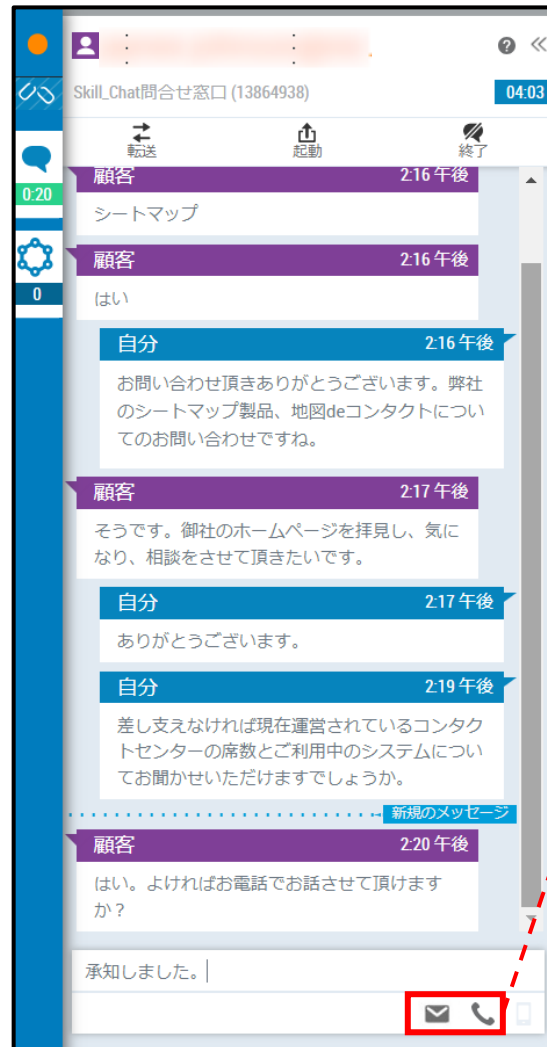 Skill_Chat問合せ窓口 (13864938)
04:03
転送
起動
終了
0:20
0
顧客 2:16 午後
シートマップ
顧客 2:16 午後
はい
自分 2:16 午後
お問い合わせ頂きありがとうございます。弊社
のシートマップ製品、地図deコンタクトについ
てのお問い合わせですね。
顧客 2:17 午後
そうです。御社のホームページを拝見し、気に
なり、相談をさせて頂きたいです。
自分 2:17 午後
ありがとうございます。
自分 2:19 午後
差し支えなければ現在運営されているコンタク
トセンターの席数とご利用中のシステムについ
てお聞かせいただけますでしょうか。
新規のメッセージ
顧客 2:20 午後
はい。よければお電話でお話させて頂けます
か？
承知しました。